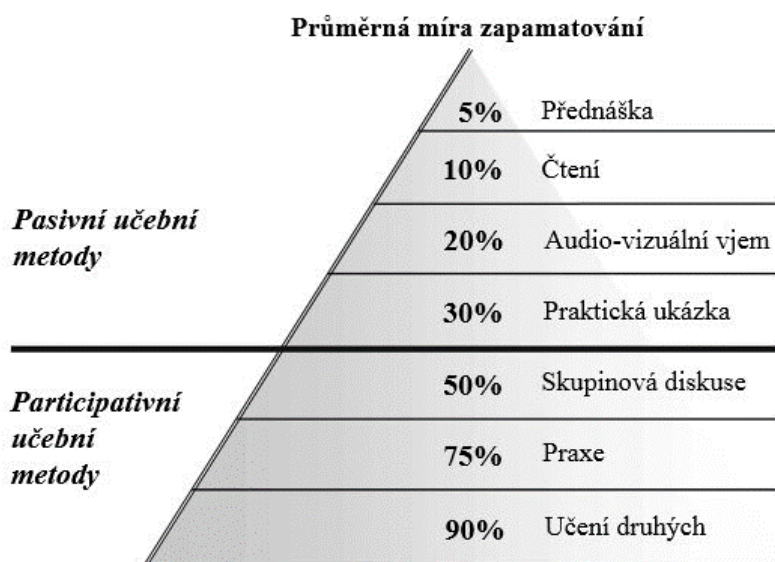 Průměrná míra zapamatování
5% Přednáška
10% Čtení
Pasivní učební
metody
20% Audio-vizuální vjem
30% Praktická ukázka
50% Skupinová diskuse
Participativní
učební
metody
75% Praxe
90% Učení druhých